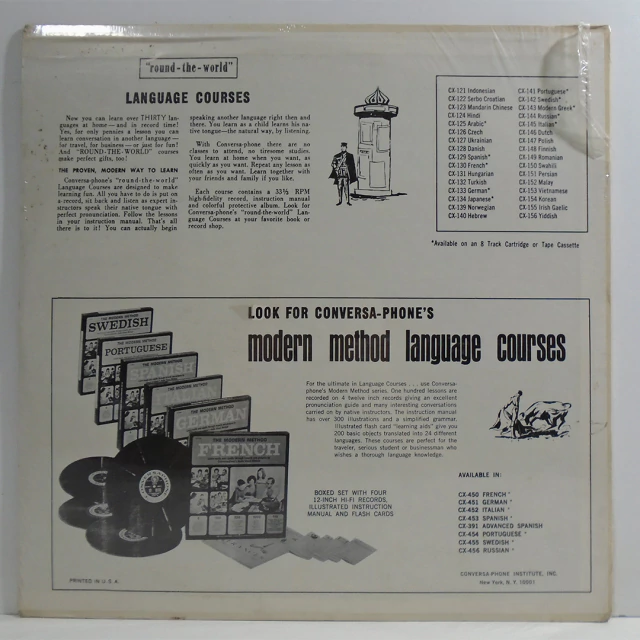 "round-the-world"
LANGUAGE COURSES
Now you can learn over THIRTY lan-
guages at home—and in record time!
Yes, for only pennies a lesson you can
learn conversation in another language—
for travel, for business — or just for fun!
And "ROUND-THE-WORLD" courses
make perfect gifts, too!
THE PROVEN, MODERN WAY TO LEARN
Conversa-phone's "round-the-world"
Language Courses are designed to make
learning fun. All you have to do is put on
a record, sit back and listen as expert in-
structors speak their native tongue with
perfect pronunciation. Follow the lessons
in your instruction manual. That's all
there is to it! You can actually begin
speaking another language right then and
there. You learn as a child learns his na-
tive tongue—the natural way, by listening.
With Conversa-phone there are no
classes to attend, no tiresome studies.
You learn at home when you want, as
quickly as you want. Repeat any lesson
as often as you want. Learn together with
your friends and family if you like.
Each course contains a 33⅓ RPM
high-fidelity record, instruction manual
and colorful protective album. Look for
Conversa-phone's "round-the-world" Lan-
guage Courses at your favorite book or
record shop.
CX-121 Indonesian
CX-122 Serbo Croatian
CX-123 Mandarin Chinese
CX-124 Hindi
CX-125 Arabic*
CX-126 Czech
CX-127 Ukrainian
CX-128 Danish
CX-129 Spanish*
CX-130 French*
CX-131 Hungarian
CX-132 Turkish
CX-133 German*
CX-134 Japanese*
CX-139 Norwegian
CX-140 Hebrew
CX-141 Portuguese*
CX-142 Swedish*
CX-143 Modern Greek*
CX-144 Russian*
CX-145 Italian*
CX-146 Dutch
CX-147 Polish
CX-148 Finnish
CX-149 Romanian
CX-150 Swahili
CX-151 Persian
CX-152 Malay
CX-153 Vietnamese
CX-154 Korean
CX-155 Irish Gaelic
CX-156 Yiddish
*Available on an 8 Track Cartridge or Tape Cassette
LOOK FOR CONVERSA-PHONE'S
modern method language courses
For the ultimate in Language Courses . . . use Conversa-
phone's Modern Method series. One hundred lessons are
recorded on 4 twelve inch records giving an excellent
pronunciation guide and many interesting conversations
carried on by native instructors. The instruction manual
has over 300 illustrations and a simplified grammar.
Illustrated flash card "learning aids" give you
200 basic objects translated into 24 different
languages. These courses are perfect for the
traveler, serious student or businessman who
wishes a thorough language knowledge.
THE MODERN METHOD
SWEDISH
THE MODERN METHOD
PORTUGUESE
SPANISH
GERMAN
THE MODERN METHOD
FRENCH
BOXED SET WITH FOUR
12-INCH HI-FI RECORDS,
ILLUSTRATED INSTRUCTION
MANUAL AND FLASH CARDS
AVAILABLE IN:
CX-450 FRENCH*
CX-451 GERMAN*
CX-452 ITALIAN*
CX-453 SPANISH*
CX-391 ADVANCED SPANISH
CX-454 PORTUGUESE*
CX-455 SWEDISH*
CX-456 RUSSIAN*
PRINTED IN U.S.A.
CONVERSA-PHONE INSTITUTE, INC.
New York, N.Y. 10001